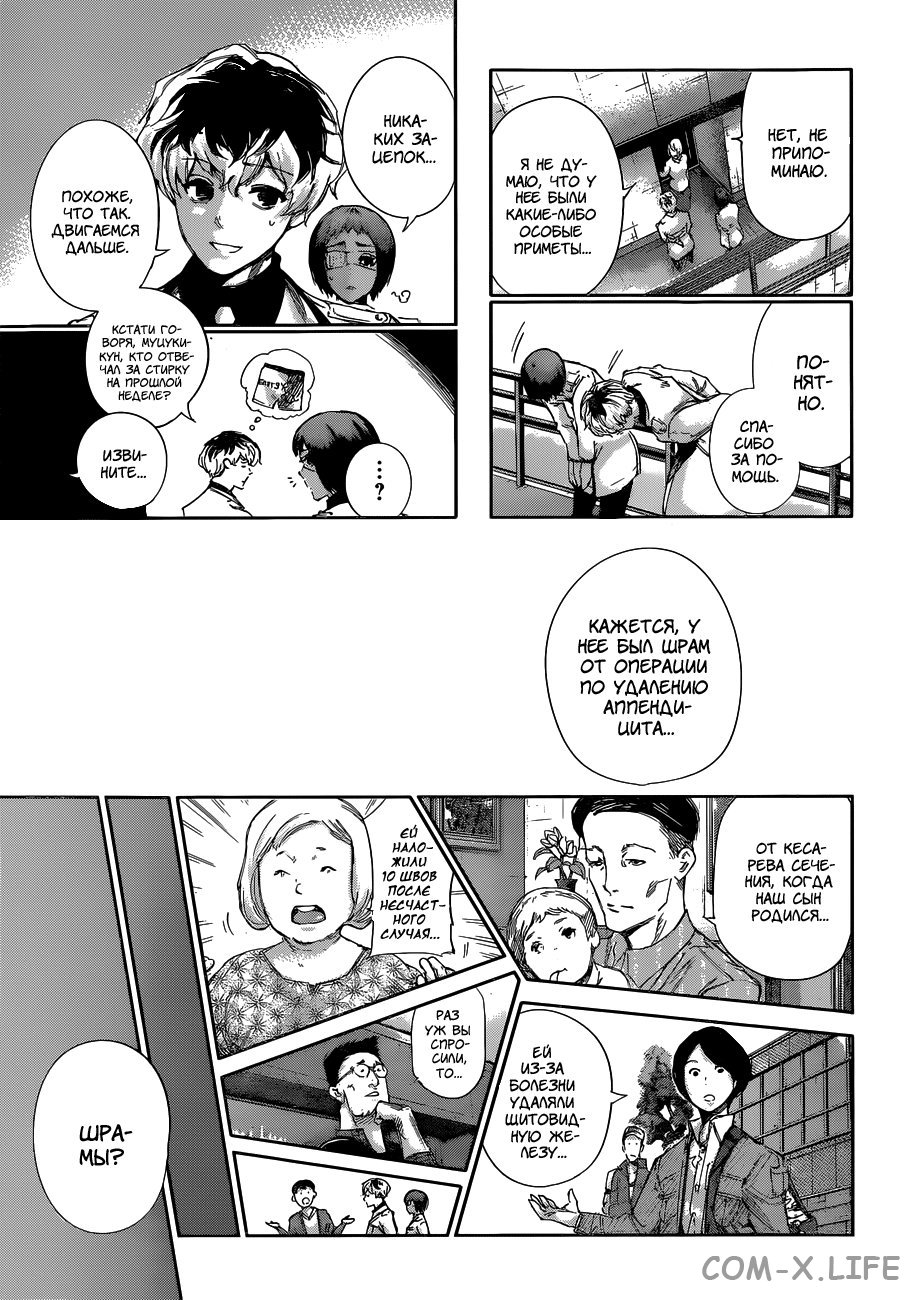 НЕТ, НЕ
ПРИПО-
МИНАЮ.
Я НЕ ДУ-
МАЮ, ЧТО У
НЕЕ БЫЛИ
КАКИЕ-ЛИБО
ОСОБЫЕ
ПРИМЕТЫ...
ПО-
НЯТ-
НО.
СПА-
СИБО
ЗА ПО-
МОЩЬ.
НИКА-
КИХ ЗА-
ЦЕПОК...
ПОХОЖЕ,
ЧТО ТАК.
ДВИГАЕМСЯ
ДАЛЬШЕ.
КСТАТИ ГО-
ВОРЯ, МУЦУКИ-
КУН, КТО ОТВЕ-
ЧАЛ ЗА СТИРКУ
НА ПРОШЛОЙ
НЕДЕЛЕ?
...?
ИЗВИ-
НИТЕ...
КАЖЕТСЯ, У
НЕЕ БЫЛ ШРАМ
ОТ ОПЕРАЦИИ
ПО УДАЛЕНИЮ
АППЕНДИ-
ЦИТА...
ОТ КЕСА-
РЕВА СЕЧЕ-
НИЯ, КОГДА
НАШ СЫН
РОДИЛСЯ...
ЕЙ
НАЛО-
ЖИЛИ
10 ШВОВ
ПОСЛЕ
НЕСЧАСТ-
НОГО
СЛУЧАЯ...
ЕЙ
ИЗ-ЗА
БОЛЕЗНИ
УДАЛЯЛИ
ЩИТОВИД-
НУЮ ЖЕ-
ЛЕЗУ...
РАЗ
УЖ ВЫ
СПРО-
СИЛИ,
ТО...
ШРА-
МЫ?
COM-X.LIFE